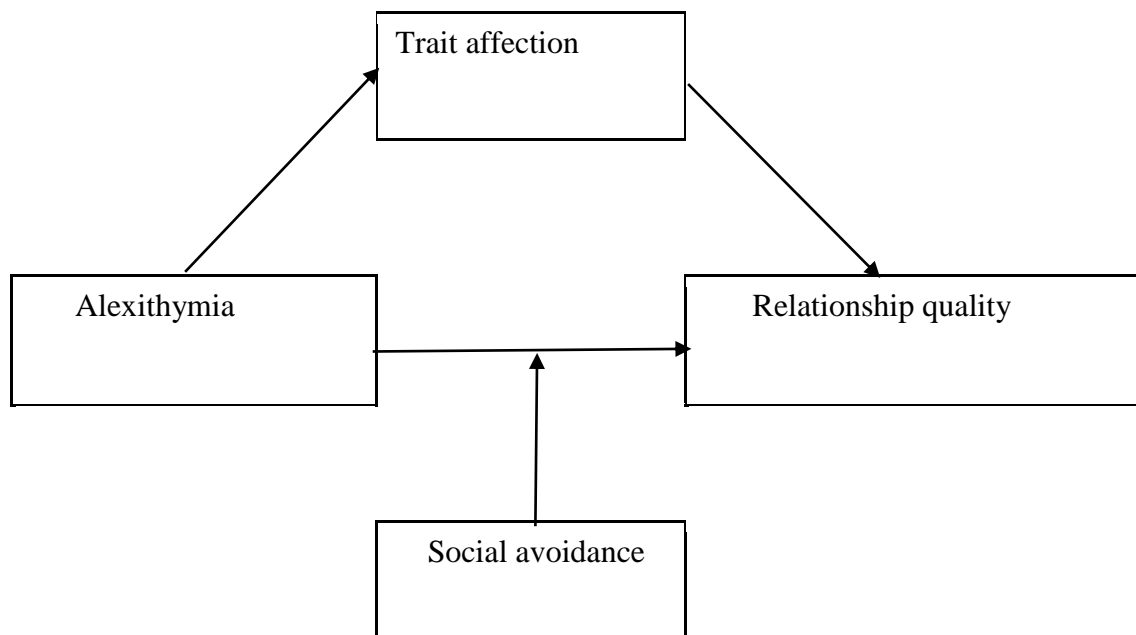 Trait affection
Alexithymia
Relationship quality
Social avoidance